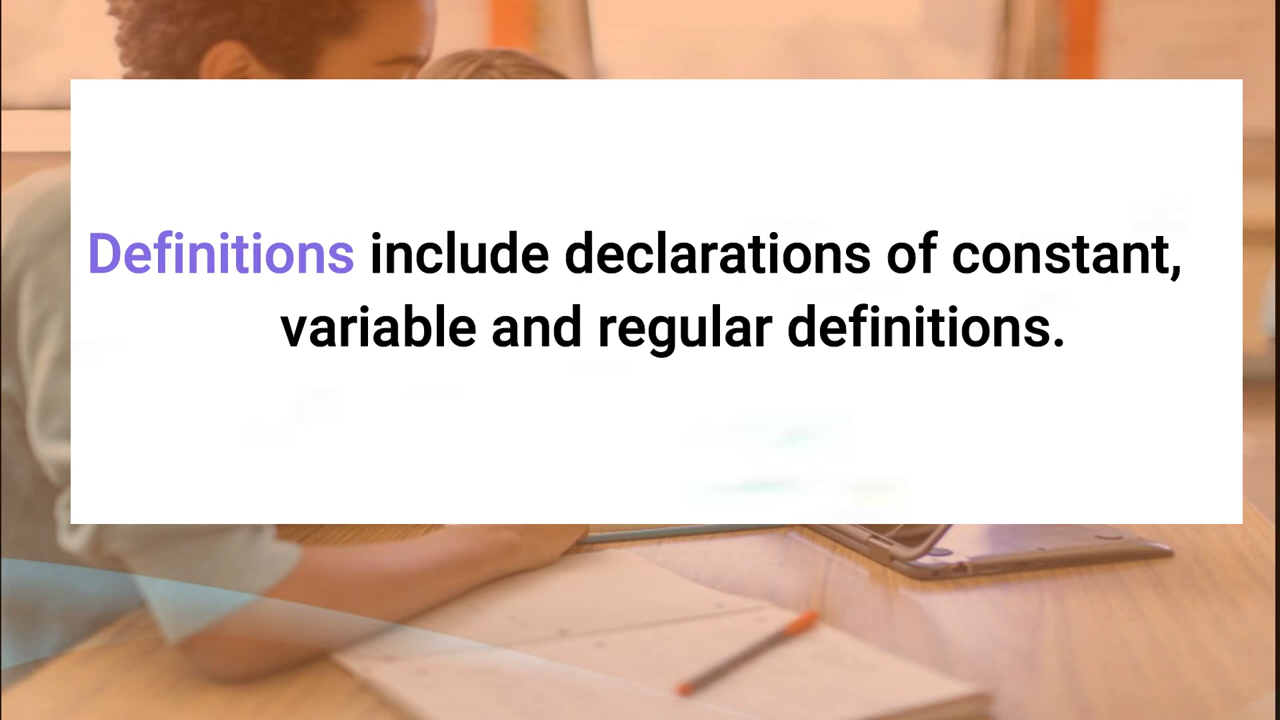 Definitions include declarations of constant,
variable and regular definitions.